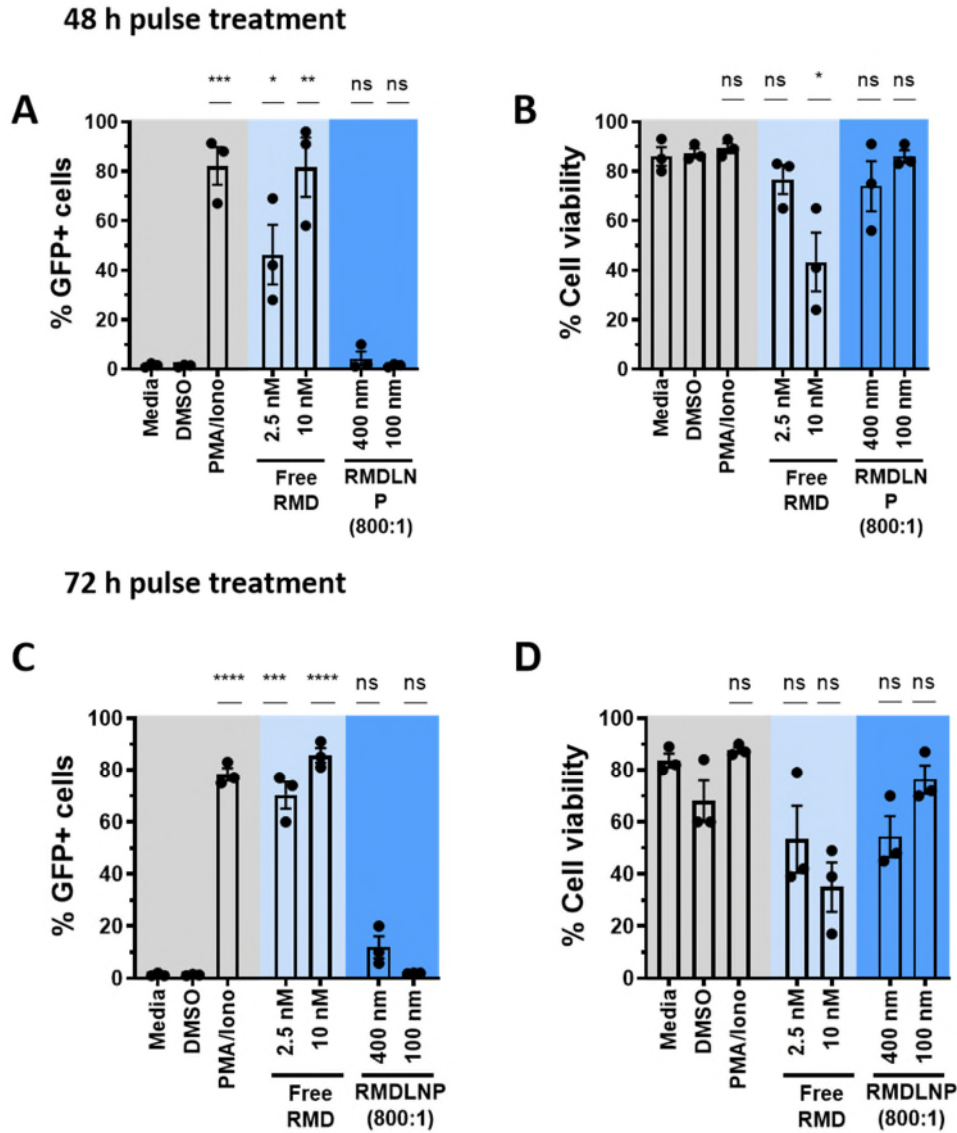 48 h pulse treatment
A
*** * ** ns ns
% GFP+ cells
100
80
60
40
20
0
Media
DMSO
PMA/Iono
2.5 nM
10 nM
400 nm
100 nm
Free
RMD
RMDLN
P
(800:1)
B
ns ns * ns ns
% Cell viability
100
80
60
40
20
0
Media
DMSO
PMA/Iono
2.5 nM
10 nM
400 nm
100 nm
Free
RMD
RMDLN
P
(800:1)
72 h pulse treatment
C
**** *** **** ns ns
% GFP+ cells
100
80
60
40
20
0
Media
DMSO
PMA/Iono
2.5 nM
10 nM
400 nm
100 nm
Free
RMD
RMDLNP
(800:1)
D
ns ns ns ns ns
% Cell viability
100
80
60
40
20
0
Media
DMSO
PMA/Iono
2.5 nM
10 nM
400 nm
100 nm
Free
RMD
RMDLNP
(800:1)